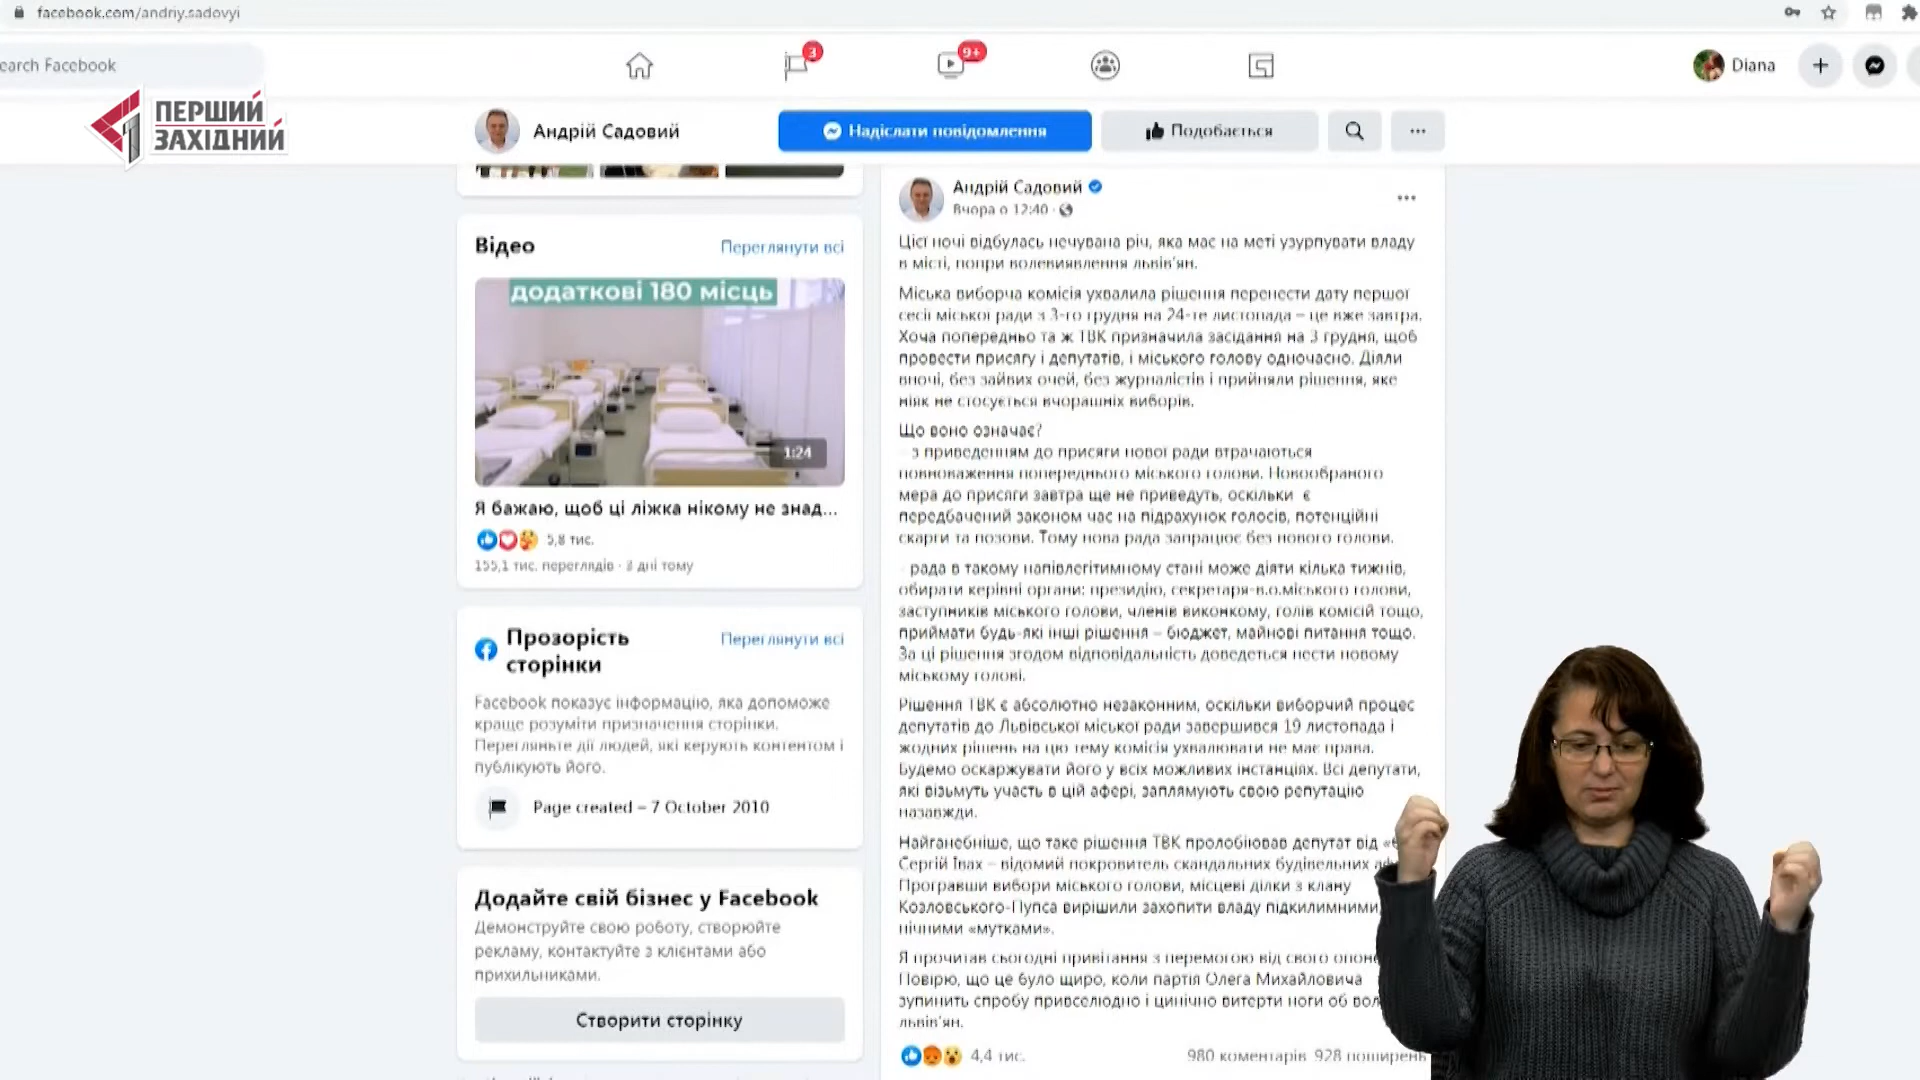 facebook.com/andriy.sadovyi
earch Facebook
3
9+
Diana
ПЕРШИЙ
ЗАХІДНИЙ
Андрій Садовий
Надіслати повідомлення
Подобається
Відео
Переглянути всі
додаткові 180 місць
1:24
Я бажаю, щоб ці ліжка нікому не знад...
5,8 тис.
155,1 тис. переглядів · 3 дні тому
Прозорість
сторінки
Переглянути всі
Facebook показує інформацію, яка допоможе
краще розуміти призначення сторінки.
Перегляньте дії людей, які керують контентом і
публікують його.
Page created – 7 October 2010
Додайте свій бізнес у Facebook
Демонструйте свою роботу, створюйте
рекламу, контактуйте з клієнтами або
прихильниками.
Створити сторінку
Андрій Садовий
Вчора о 12:40
Цієї ночі відбулась нечувана річ, яка має на меті узурпувати владу
в місті, попри волевиявлення львів'ян.
Міська виборча комісія ухвалила рішення перенести дату першої
сесії міської ради з 3-го грудня на 24-те листопада – це вже завтра.
Хоча попередньо та ж ТВК призначила засідання на 3 грудня, щоб
провести присягу і депутатів, і міського голову одночасно. Діяли
вночі, без зайвих очей, без журналістів і прийняли рішення, яке
ніяк не стосується вчорашніх виборів.
Що воно означає?
з приведенням до присяги нової ради втрачаються
повноваження попереднього міського голови. Новообраного
мера до присяги завтра ще не приведуть, оскільки є
передбачений законом час на підрахунок голосів, потенційні
скарги та позови. Тому нова рада запрацює без нового голови.
рада в такому напівлегітимному стані може діяти кілька тижнів,
обирати керівні органи: президію, секретаря-в.о.міського голови,
заступників міського голови, членів виконкому, голів комісій тощо,
приймати будь-які інші рішення – бюджет, майнові питання тощо.
За ці рішення згодом відповідальність доведеться нести новому
міському голові.
Рішення ТВК є абсолютно незаконним, оскільки виборчий процес
депутатів до Львівської міської ради завершився 19 листопада і
жодних рішень на цю тему комісія ухвалювати не має права.
Будемо оскаржувати його у всіх можливих інстанціях. Всі депутати,
які візьмуть участь в цій афері, заплямують свою репутацію
назавжди.
Найганебніше, що таке рішення ТВК пролобіював депутат від
Сергій Івах – відомий покровитель скандальних будівельних
Програвши вибори міського голови, місцеві ділки з клану
Козловського-Пупса вирішили захопити владу підкилимними,
нічними «мутками».
Я прочитав сьогодні привітання з перемогою від свого
Повірю, що це було щиро, коли партія Олега Михайловича
зупинить спробу привселюдно і цинічно витерти ноги об
львів'ян.
4,4 тис.
980 коментарів 928 поширень